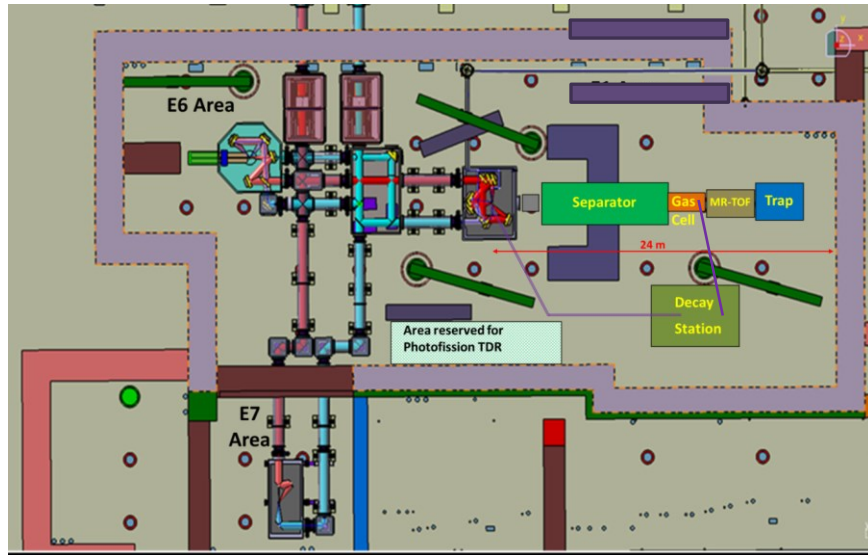 y
z x
E6 Area
Separator
Gas
Cell
MR-TOF
Trap
24 m
Decay
Station
Area reserved for
Photofission TDR
E7
Area